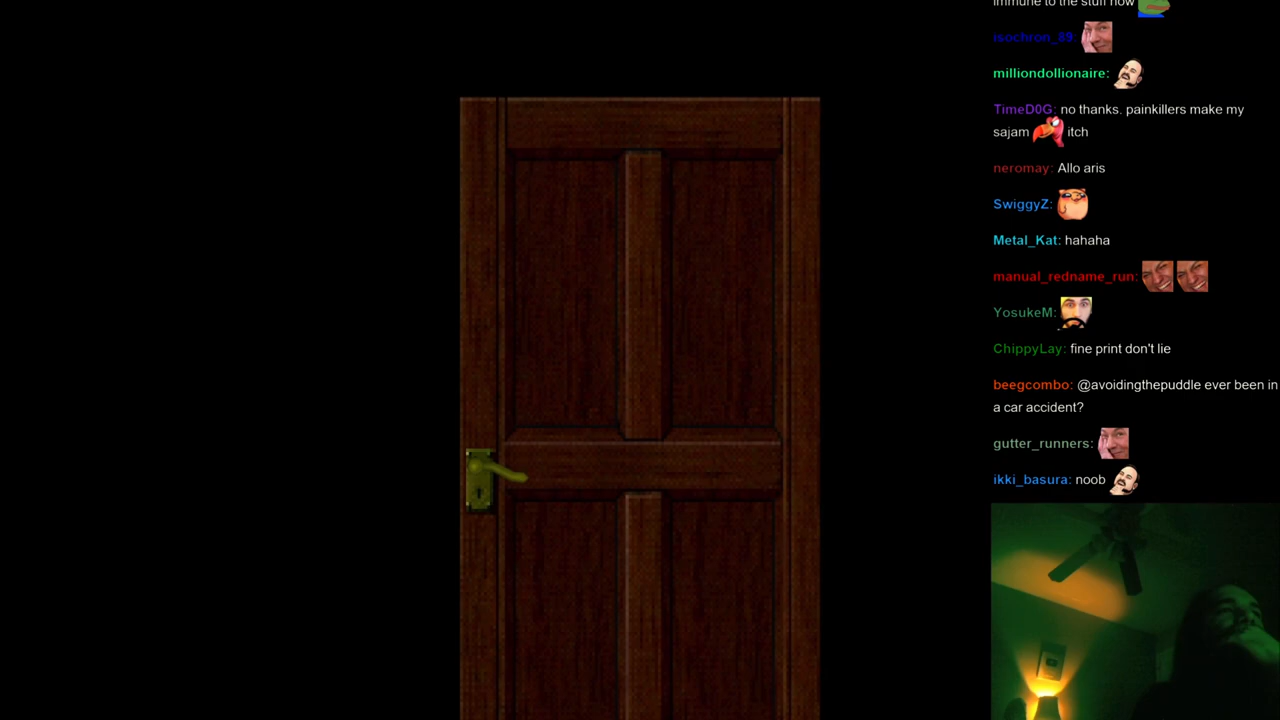 immune to the stuff now
isochron_89:
milliondollionaire:
TimeD0G: no thanks. painkillers make my
sajam itch
neromay: Allo aris
SwiggyZ:
Metal_Kat: hahaha
manual_redname_run:
YosukeM:
ChippyLay: fine print don't lie
beegcombo: @avoidingthepuddle ever been in
a car accident?
gutter_runners:
ikki_basura: noob